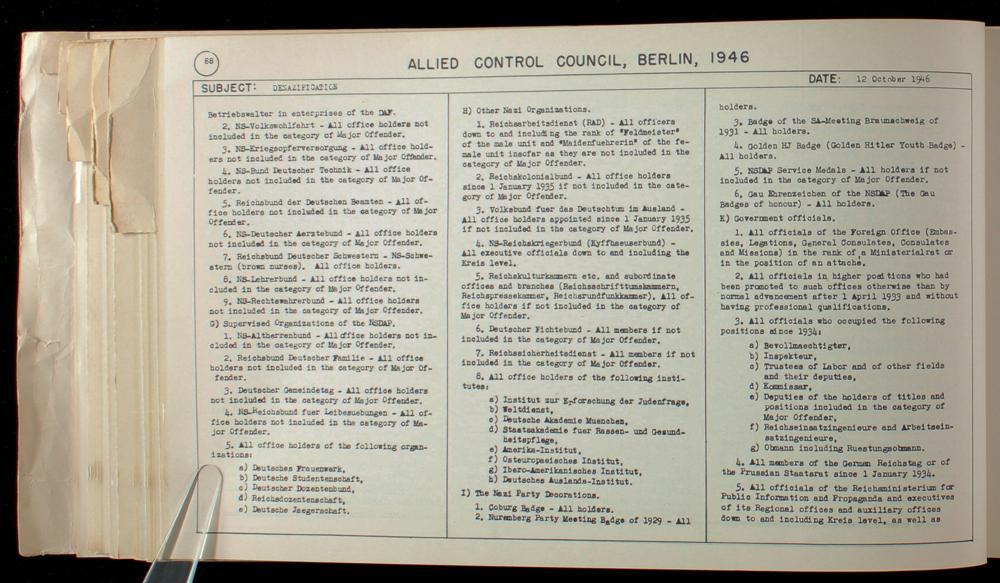 68
ALLIED CONTROL COUNCIL, BERLIN, 1946
SUBJECT: DENAZIFICATION
DATE: 12 October 1946
Betriebswalter in enterprises of the DAF.
2. NS-Volkswohlfahrt - All office holders not
included in the category of Major Offender.
3. NS-Kriegsopferversorgung - All office hold-
ers not included in the category of Major Offender.
4. NS-Bund Deutscher Technik - All office
holders not included in the category of Major Of-
fender.
5. Reichsbund der Deutschen Beamten - All of-
fice holders not included in the category of Major
Offender.
6. NS-Deutscher Aerztebund - All office holders
not included in the category of Major Offender.
7. Reichsbund Deutscher Schwestern - NS-Schwe-
stern (brown nurses). All office holders.
8. NS-Lehrerbund - All office holders not in-
cluded in the category of Major Offender.
9. NS-Rechtswahrerbund - All office holders
not included in the category of Major Offender.
G) Supervised Organizations of the NSDAP.
1. NS-Altherrenbund - All office holders not in-
cluded in the category of Major Offender.
2. Reichsbund Deutscher Familie - All office
holders not included in the category of Major Of-
fender.
3. Deutscher Gemeindetag - All office holders
not included in the category of Major Offender.
4. NS-Reichsbund fuer Leibesuebungen - All of-
fice holders not included in the category of Ma-
jor Offender.
5. All office holders of the following organ-
izations:
a) Deutsches Frauenwerk,
b) Deutsche Studentenschaft,
c) Deutscher Dozentenbund,
d) Reichsdozentenschaft,
e) Deutsche Jaegerschaft.
H) Other Nazi Organizations.
1. Reichsarbeitsdienst (RAD) - All officers
down to and including the rank of "Feldmeister"
of the male unit and "Maidenfuehrerin" of the fe-
male unit insofar as they are not included in the
category of Major Offender.
2. Reichskolonialbund - All office holders
since 1 January 1935 if not included in the cate-
gory of Major Offender.
3. Volksbund fuer das Deutschtum im Ausland -
All office holders appointed since 1 January 1935
if not included in the category of Major Offender.
4. NS-Reichskriegerbund (Kyffhaeuserbund) -
All executive officials down to and including the
Kreis level.
5. Reichskulturkammern etc. and subordinate
offices and branches (Reichsschrifttumskammern,
Reichspressekammer, Reichsrundfunkkammer). All of-
fice holders if not included in the category of
Major Offender.
6. Deutscher Fichtebund - All members if not
included in the category of Major Offender.
7. Reichssicherheitsdienst - All members if not
included in the category of Major Offender.
8. All office holders of the following insti-
tutes:
a) Institut zur Erforschung der Judenfrage,
b) Weltdienst,
c) Deutsche Akademie Muenchen,
d) Staatsakademie fuer Rassen- und Gesund-
heitspflege,
e) Amerika-Institut,
f) Osteuropaeisches Institut,
g) Ibero-Amerikanisches Institut,
h) Deutsches Auslands-Institut.
I) The Nazi Party Decorations.
1. Coburg Badge - All holders.
2. Nuremberg Party Meeting Badge of 1929 - All
holders.
3. Badge of the SA-Meeting Braunschweig of
1931 - All holders.
4. Golden HJ Badge (Golden Hitler Youth Badge) -
All holders.
5. NSDAP Service Medals - All holders if not
included in the category of Major Offender.
6. Gau Ehrenzeichen of the NSDAP (The Gau
Badges of honour) - All holders.
K) Government officials.
1. All officials of the Foreign Office (Embas-
sies, Legations, General Consulates, Consulates
and Missions) in the rank of a Ministerialrat or
in the position of an attaché.
2. All officials in higher positions who had
been promoted to such offices otherwise than by
normal advancement after 1 April 1933 and without
having professional qualifications.
3. All officials who occupied the following
positions since 1934:
a) Bevollmaechtigter,
b) Inspekteur,
c) Trustees of Labor and of other fields
and their deputies,
d) Kommissar,
e) Deputies of the holders of titles and
positions included in the category of
Major Offender,
f) Reichseinsatzingenieure and Arbeitsein-
satzingenieure,
g) Obmann including Ruestungsobmann.
4. All members of the German Reichstag or of
the Prussian Staatsrat since 1 January 1934.
5. All officials of the Reichsministerium for
Public Information and Propaganda and executives
of its Regional offices and auxiliary offices
down to and including Kreis level, as well as